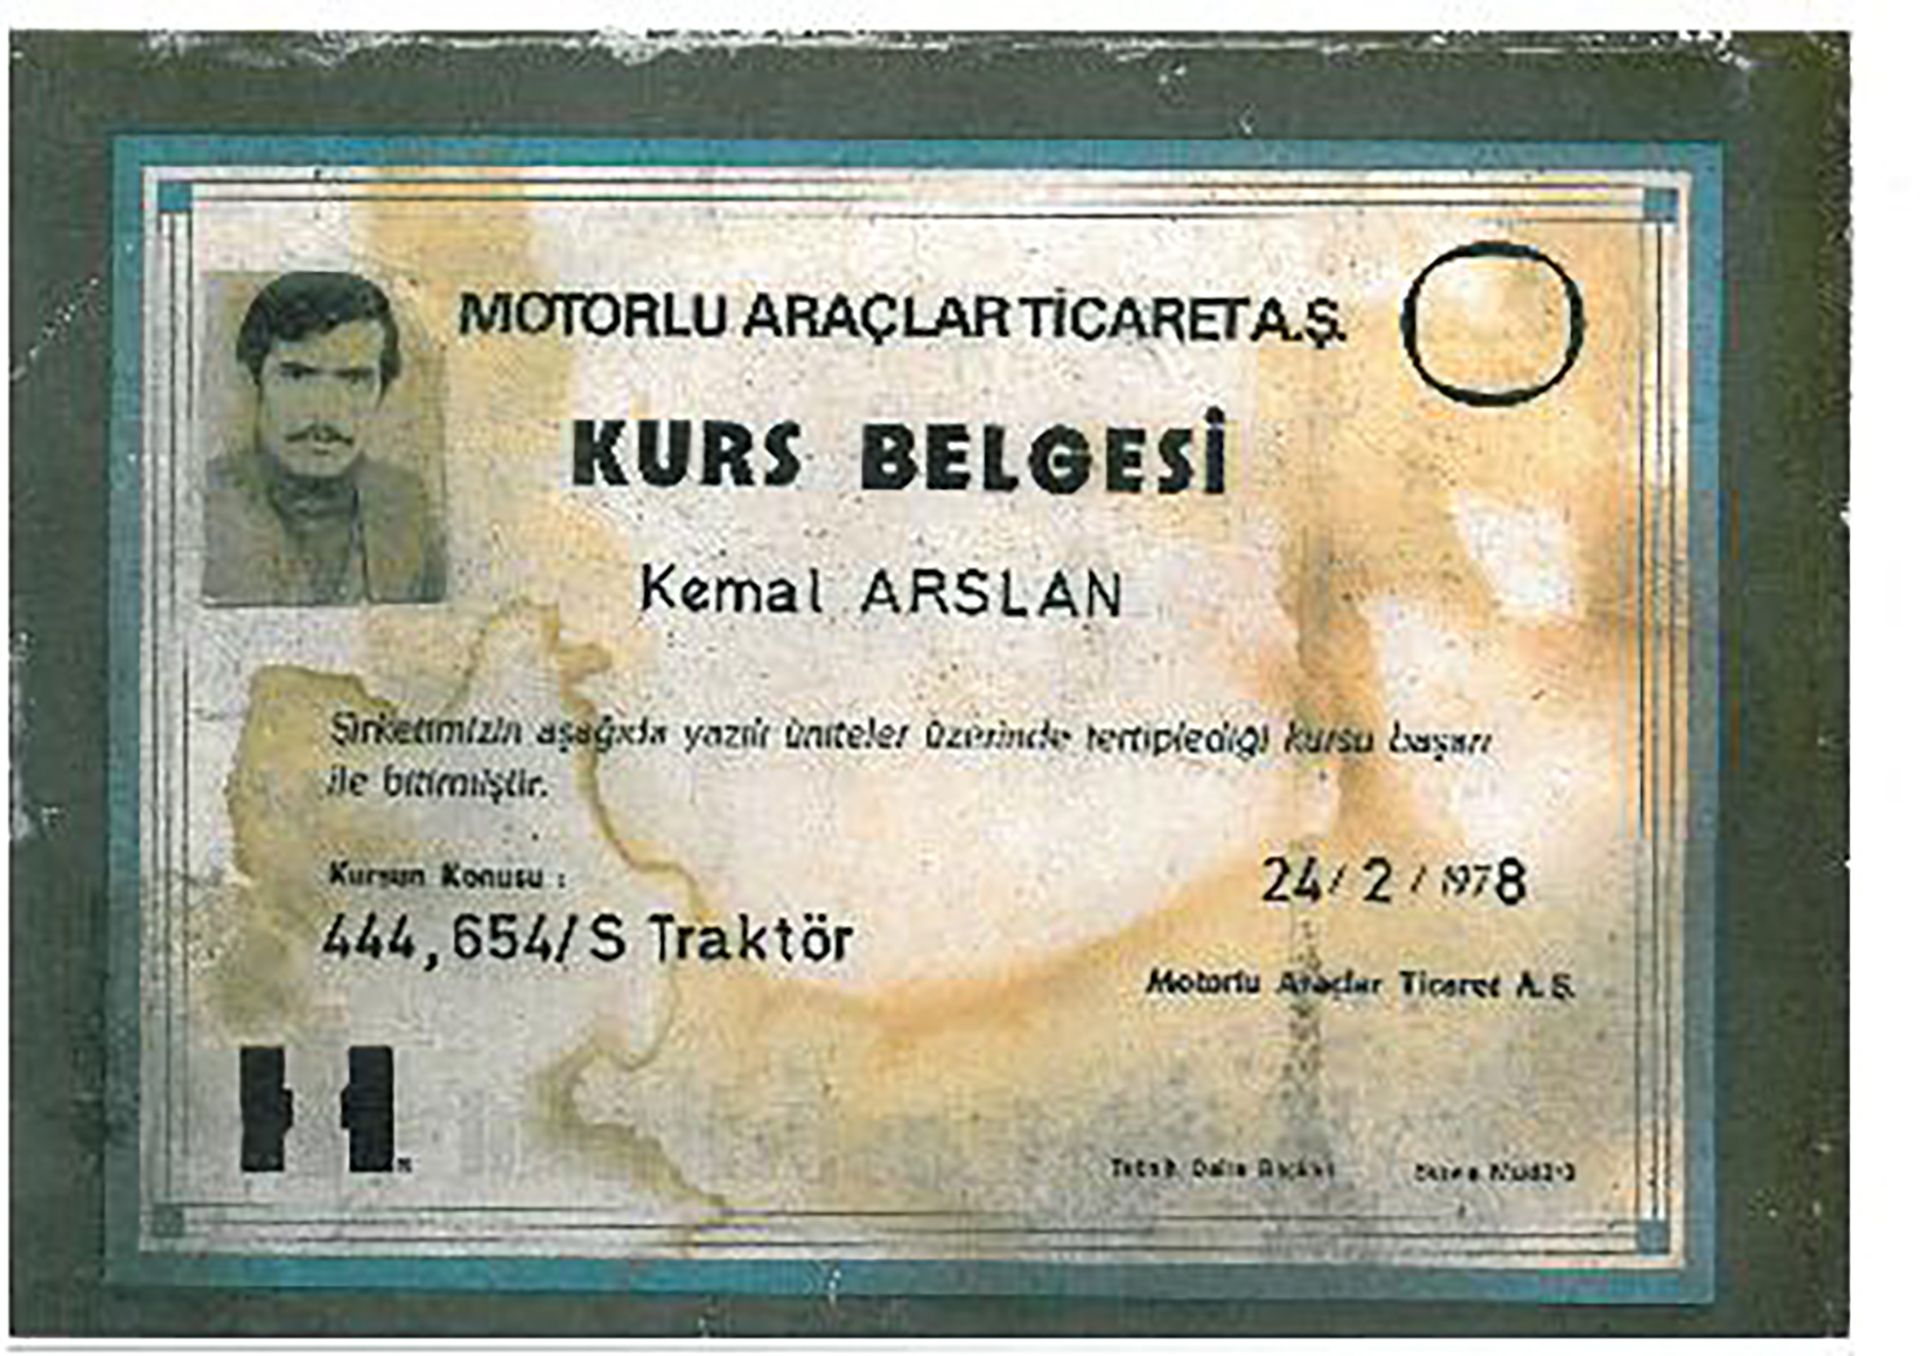 MOTORLU ARAÇLAR TİCARET A.Ş.
KURS BELGESİ
Kemal ARSLAN
Şirketimizin aşağıda yazılı üniteler üzerinde tertiplediği kursu başarı
ile bitirmiştir.
Kursun Konusu :
444,654/S Traktör
24 / 2 / 1978
Motorlu Araçlar Ticaret A.Ş.